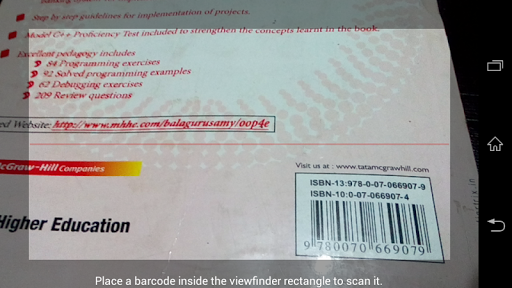 Step by step guidelines for implementation of projects.
Model C++ Proficiency Test included to strengthen the concepts learnt in the book.
Excellent pedagogy includes
84 Programming exercises
92 Solved programming examples
62 Debugging exercises
209 Review questions
Website: http://www.mhhe.com/balagurusamy/oop4e
cGraw-Hill Companies
Visit us at : www.tatamcgrawhill.com
ISBN-13:978-0-07-066907-9
ISBN-10:0-07-066907-4
9 780070 669079
Higher Education
Place a barcode inside the viewfinder rectangle to scan it.